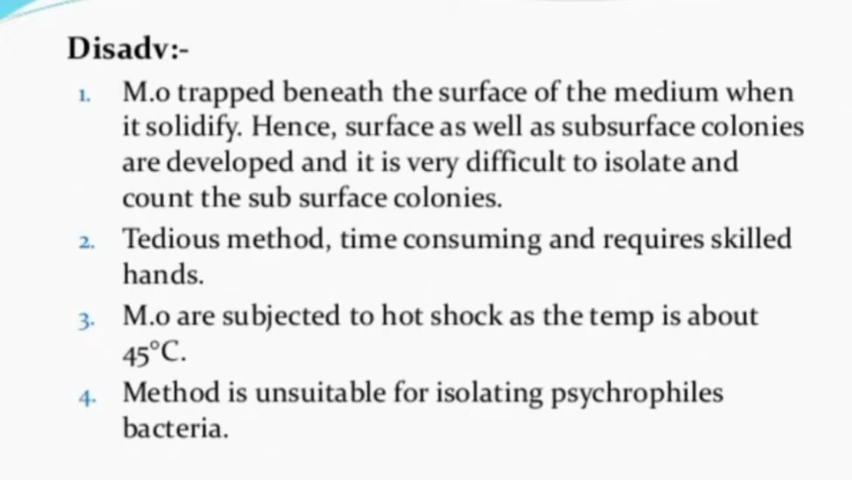 Disadv:-
1. M.o trapped beneath the surface of the medium when
it solidify. Hence, surface as well as subsurface colonies
are developed and it is very difficult to isolate and
count the sub surface colonies.
2. Tedious method, time consuming and requires skilled
hands.
3. M.o are subjected to hot shock as the temp is about
45°C.
4. Method is unsuitable for isolating psychrophiles
bacteria.